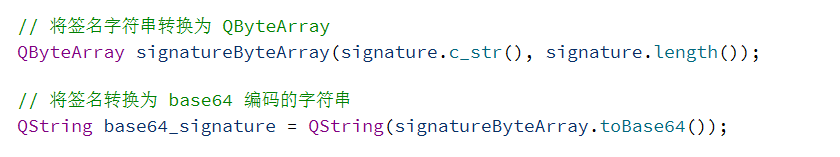 // 将签名字符串转换为 QByteArray
QByteArray signatureByteArray(signature.c_str(), signature.length());
// 将签名转换为 base64 编码的字符串
QString base64_signature = QString(signatureByteArray.toBase64());